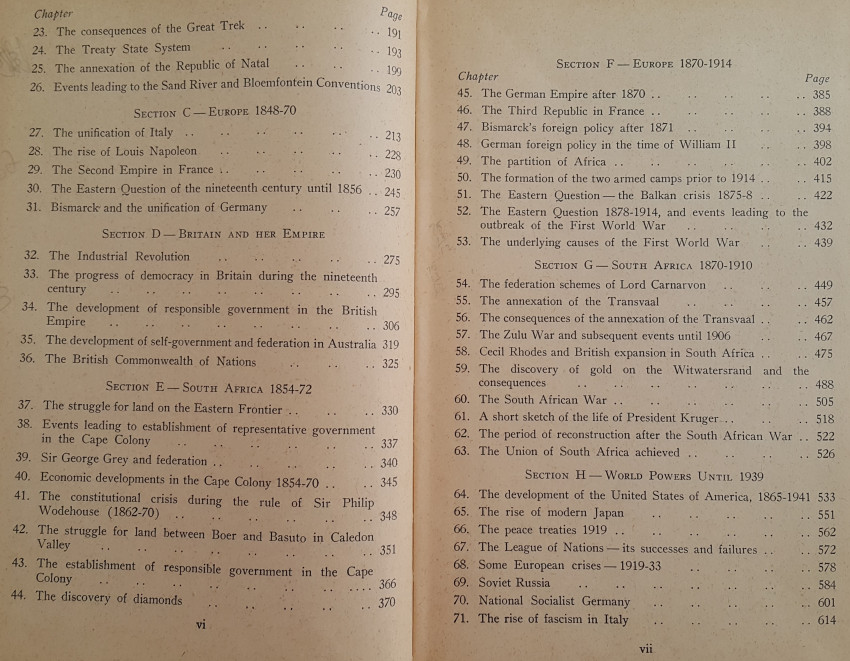 Chapter Page
23. The consequences of the Great Trek .. .. .. .. 191
24. The Treaty State System .. .. .. .. 193
25. The annexation of the Republic of Natal .. .. .. 199
26. Events leading to the Sand River and Bloemfontein Conventions 203
SECTION C — EUROPE 1848-70
27. The unification of Italy .. .. .. .. .. .. 213
28. The rise of Louis Napoleon .. .. .. .. .. 228
29. The Second Empire in France .. .. .. .. .. 230
30. The Eastern Question of the nineteenth century until 1856 .. 245
31. Bismarck and the unification of Germany .. .. .. 257
SECTION D — BRITAIN AND HER EMPIRE
32. The Industrial Revolution .. .. .. .. .. 275
33. The progress of democracy in Britain during the nineteenth
century .. .. .. .. .. .. .. .. 295
34. The development of responsible government in the British
Empire .. .. .. .. .. .. .. .. 306
35. The development of self-government and federation in Australia 319
36. The British Commonwealth of Nations .. .. .. 325
SECTION E — SOUTH AFRICA 1854-72
37. The struggle for land on the Eastern Frontier .. .. .. 330
38. Events leading to establishment of representative government
in the Cape Colony .. .. .. .. .. .. 337
39. Sir George Grey and federation .. .. .. .. .. 340
40. Economic developments in the Cape Colony 1854-70 .. .. 345
41. The constitutional crisis during the rule of Sir Philip
Wodehouse (1862-70) .. .. .. .. .. .. 348
42. The struggle for land between Boer and Basuto in Caledon
Valley .. .. .. .. .. .. .. .. 351
43. The establishment of responsible government in the Cape
Colony .. .. .. .. .. .. .... 366
44. The discovery of diamonds .. .. .. .. .. 370
vi
SECTION F — EUROPE 1870-1914
Chapter Page
45. The German Empire after 1870 .. .. .. .. .. 385
46. The Third Republic in France .. .. .. .. .. 388
47. Bismarck's foreign policy after 1871 .. .. .. .. 394
48. German foreign policy in the time of William II .. .. 398
49. The partition of Africa .. .. .. .. .. .. 402
50. The formation of the two armed camps prior to 1914 .. .. 415
51. The Eastern Question — the Balkan crisis 1875-8 .. .. 422
52. The Eastern Question 1878-1914, and events leading to the
outbreak of the First World War .. .. .. .. 432
53. The underlying causes of the First World War .. .. 439
SECTION G — SOUTH AFRICA 1870-1910
54. The federation schemes of Lord Carnarvon .. .. .. 449
55. The annexation of the Transvaal .. .. .. .. 457
56. The consequences of the annexation of the Transvaal .. .. 462
57. The Zulu War and subsequent events until 1906 .. .. 467
58. Cecil Rhodes and British expansion in South Africa .. .. 475
59. The discovery of gold on the Witwatersrand and the
consequences .. .. .. .. .. .. .. 488
60. The South African War .. .. .. .. .. .. 505
61. A short sketch of the life of President Kruger .. .. .. 518
62. The period of reconstruction after the South African War .. 522
63. The Union of South Africa achieved .. .. .. .. 526
SECTION H — WORLD POWERS UNTIL 1939
64. The development of the United States of America, 1865-1941 533
65. The rise of modern Japan .. .. .. .. .. 551
66. The peace treaties 1919 .. .. .. .. .. .. 562
67. The League of Nations — its successes and failures .. .. 572
68. Some European crises — 1919-33 .. .. .. .. 578
69. Soviet Russia .. .. .. .. .. .. .. 584
70. National Socialist Germany .. .. .. .. .. 601
71. The rise of fascism in Italy .. .. .. .. .. 614
vii